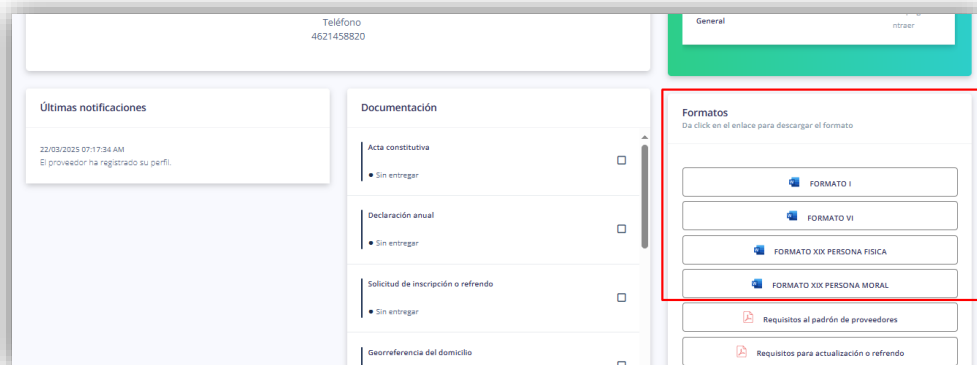 Teléfono
4621458820
General
ntraer
Últimas notificaciones
22/03/2025 07:17:34 AM
El proveedor ha registrado su perfil.
Documentación
Acta constitutiva
• Sin entregar
Declaración anual
• Sin entregar
Solicitud de inscripción o refrendo
• Sin entregar
Georreferencia del domicilio
Formatos
Da click en el enlace para descargar el formato
FORMATO I
FORMATO VI
FORMATO XIX PERSONA FISICA
FORMATO XIX PERSONA MORAL
Requisitos al padrón de proveedores
Requisitos para actualización o refrendo